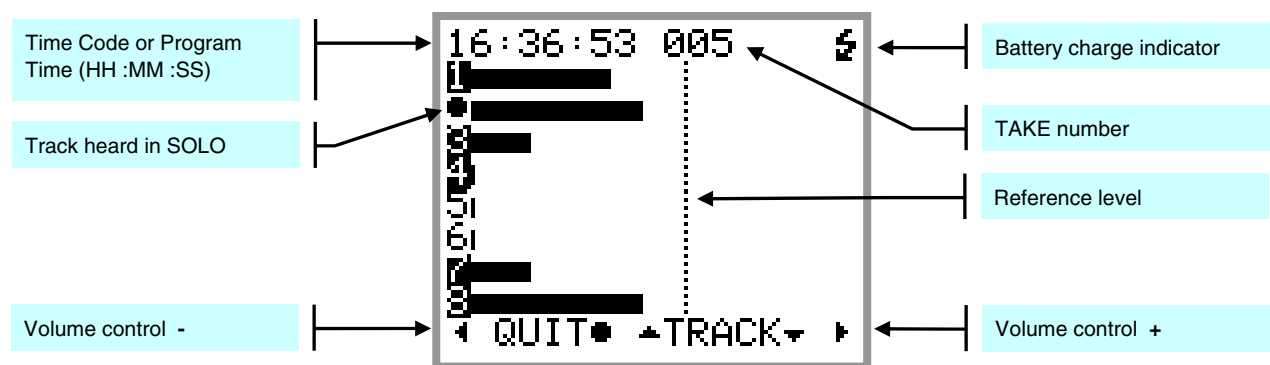 Time Code or Program
Time (HH :MM :SS)
Track heard in SOLO
Volume control -
16:36:53 005
1
●
3
4
5
6
7
8
◂ QUIT● ▴TRACK▾ ▸
Battery charge indicator
TAKE number
Reference level
Volume control +